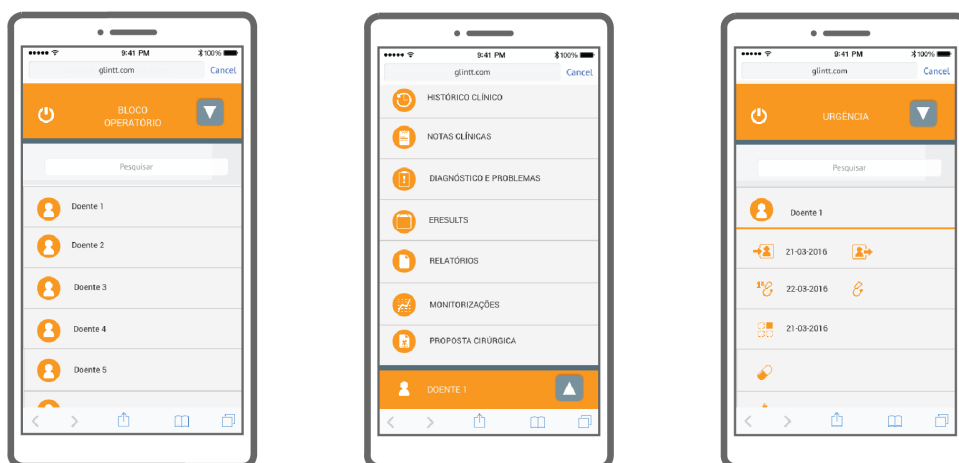 9:41 PM 100%
glintt.com Cancel
BLOCO
OPERATÓRIO
Pesquisar
Doente 1
Doente 2
Doente 3
Doente 4
Doente 5
9:41 PM 100%
glintt.com Cancel
HISTÓRICO CLÍNICO
NOTAS CLÍNICAS
DIAGNÓSTICO E PROBLEMAS
ERESULTS
RELATÓRIOS
MONITORIZAÇÕES
PROPOSTA CIRÚRGICA
DOENTE 1
9:41 PM 100%
glintt.com Cancel
URGÊNCIA
Pesquisar
Doente 1
21-03-2016
22-03-2016
21-03-2016